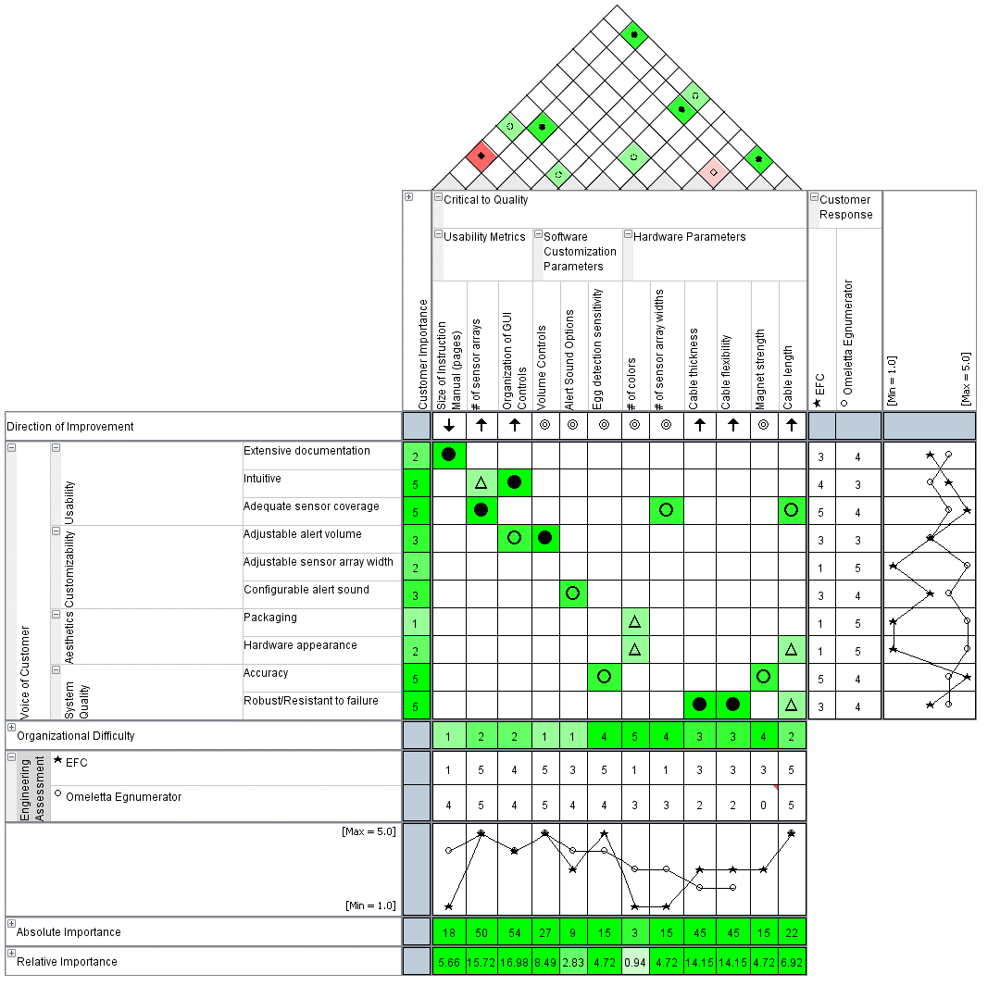 Critical to Quality
Customer
Response
Usability Metrics
Software
Customization
Parameters
Hardware Parameters
Customer Importance
Size of Instruction
Manual (pages)
# of sensor arrays
Organization of GUI
Controls
Volume Controls
Alert Sound Options
Egg detection sensitivity
# of colors
# of sensor array widths
Cable thickness
Cable flexibility
Magnet strength
Cable length
EFC
Omeletta Egnumerator
[Min = 1.0]
[Max = 5.0]
Direction of Improvement
Voice of Customer
Usability
Extensive documentation 2 3 4
Intuitive 5 4 3
Adequate sensor coverage 5 5 4
Customizability
Adjustable alert volume 3 3 3
Adjustable sensor array width 2 1 5
Configurable alert sound 3 3 4
Aesthetics
Packaging 1 1 5
Hardware appearance 2 1 5
System
Quality
Accuracy 5 5 4
Robust/Resistant to failure 5 3 4
Organizational Difficulty 1 2 2 1 1 4 5 4 3 3 4 2
Engineering
Assessment
EFC 1 5 4 5 3 5 1 1 3 3 3 5
Omeletta Egnumerator 4 5 4 5 4 4 3 3 2 2 0 5
[Max = 5.0]
[Min = 1.0]
Absolute Importance 18 50 54 27 9 15 3 15 45 45 15 22
Relative Importance 5.66 15.72 16.98 8.49 2.83 4.72 0.94 4.72 14.15 14.15 4.72 6.92